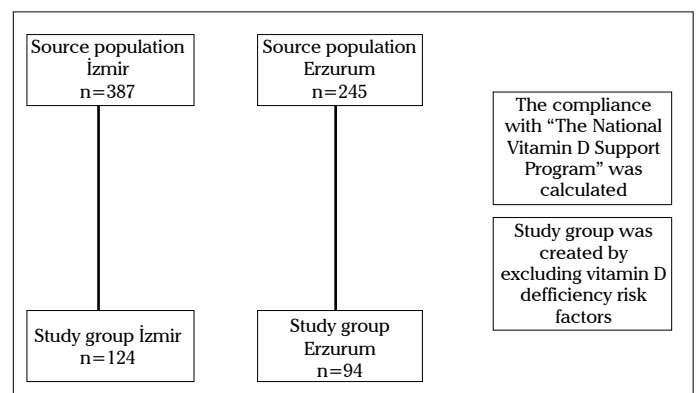 Source population
İzmir
n=387
Source population
Erzurum
n=245
The compliance
with “The National
Vitamin D Support
Program” was
calculated
Study group was
created by
excluding vitamin D
defficiency risk
factors
Study group İzmir
n=124
Study group
Erzurum
n=94